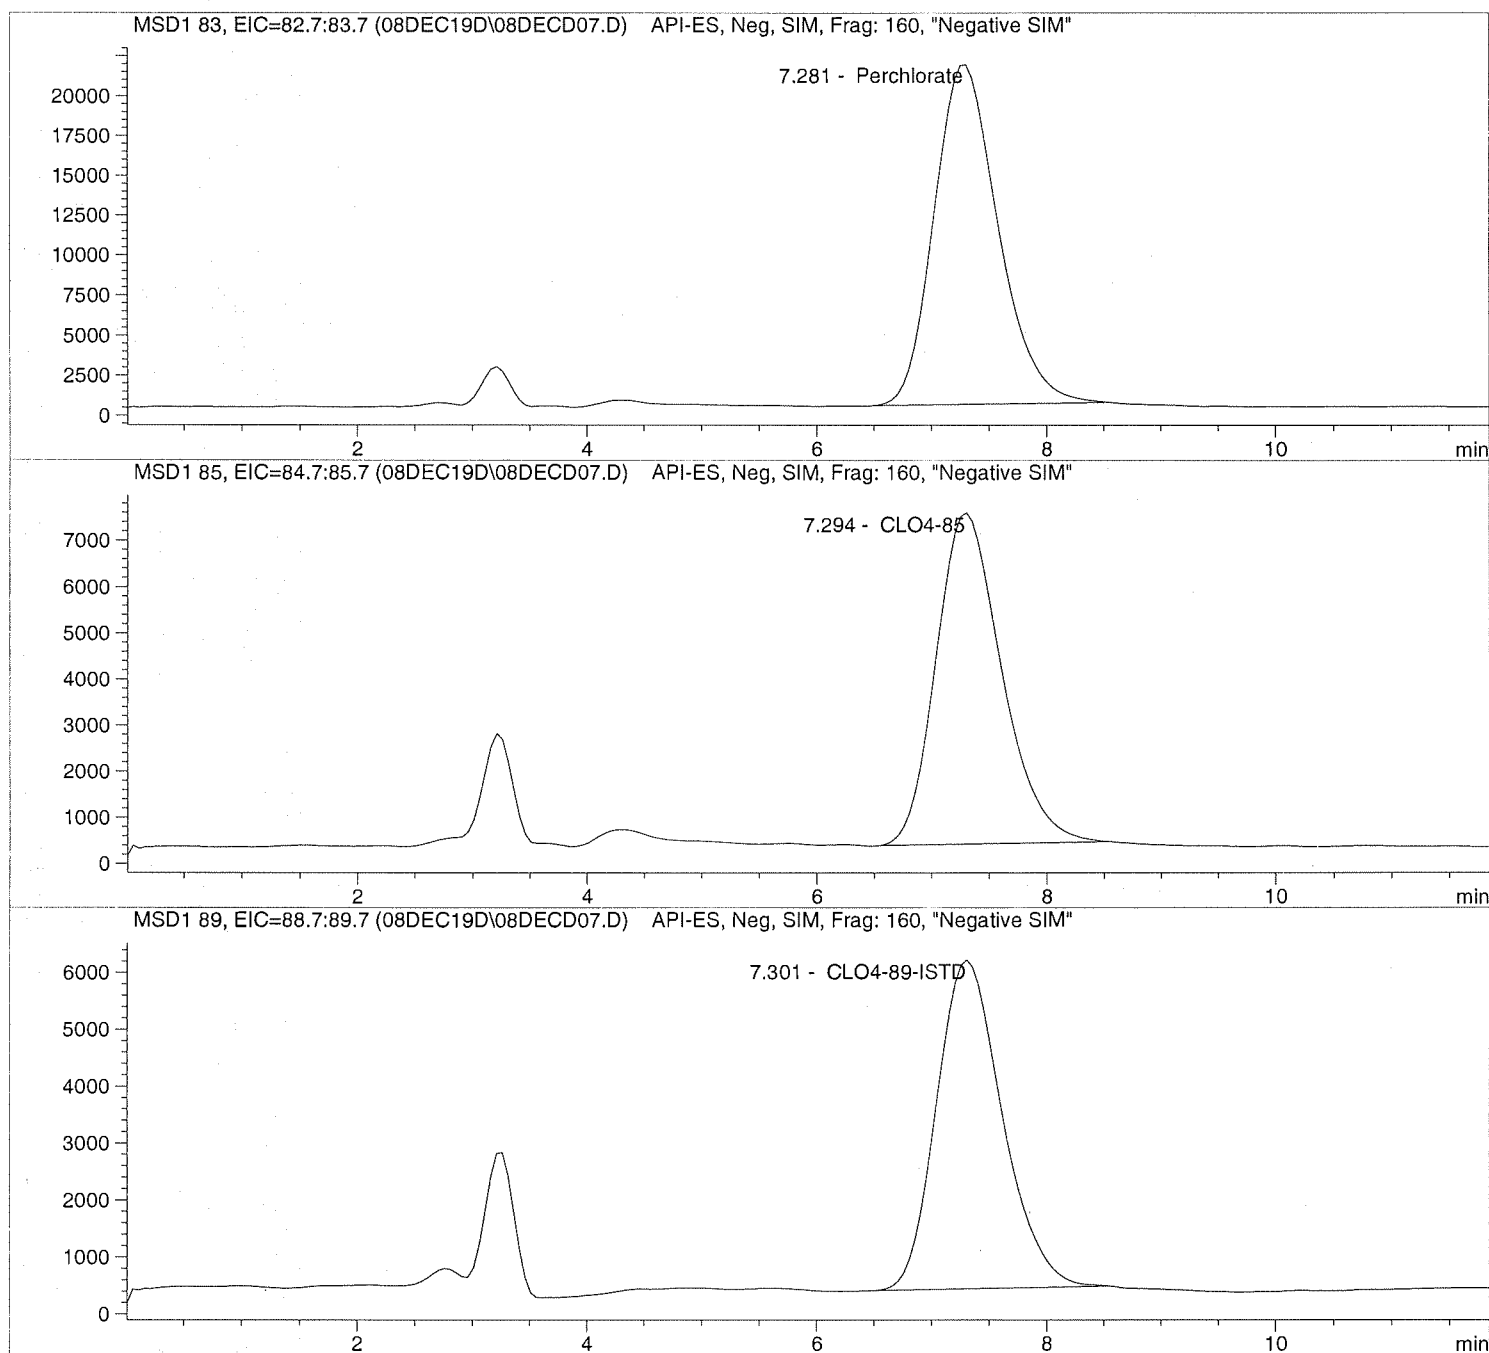 MSD1 83, EIC=82.7:83.7 (08DEC19D\08DECD07.D) API-ES, Neg, SIM, Frag: 160, "Negative SIM"
7.281 - Perchlorate
20000
17500
15000
12500
10000
7500
5000
2500
0
2 4 6 8 10 min
MSD1 85, EIC=84.7:85.7 (08DEC19D\08DECD07.D) API-ES, Neg, SIM, Frag: 160, "Negative SIM"
7.294 - CLO4-85
7000
6000
5000
4000
3000
2000
1000
0
2 4 6 8 10 min
MSD1 89, EIC=88.7:89.7 (08DEC19D\08DECD07.D) API-ES, Neg, SIM, Frag: 160, "Negative SIM"
7.301 - CLO4-89-ISTD
6000
5000
4000
3000
2000
1000
0
2 4 6 8 10 min